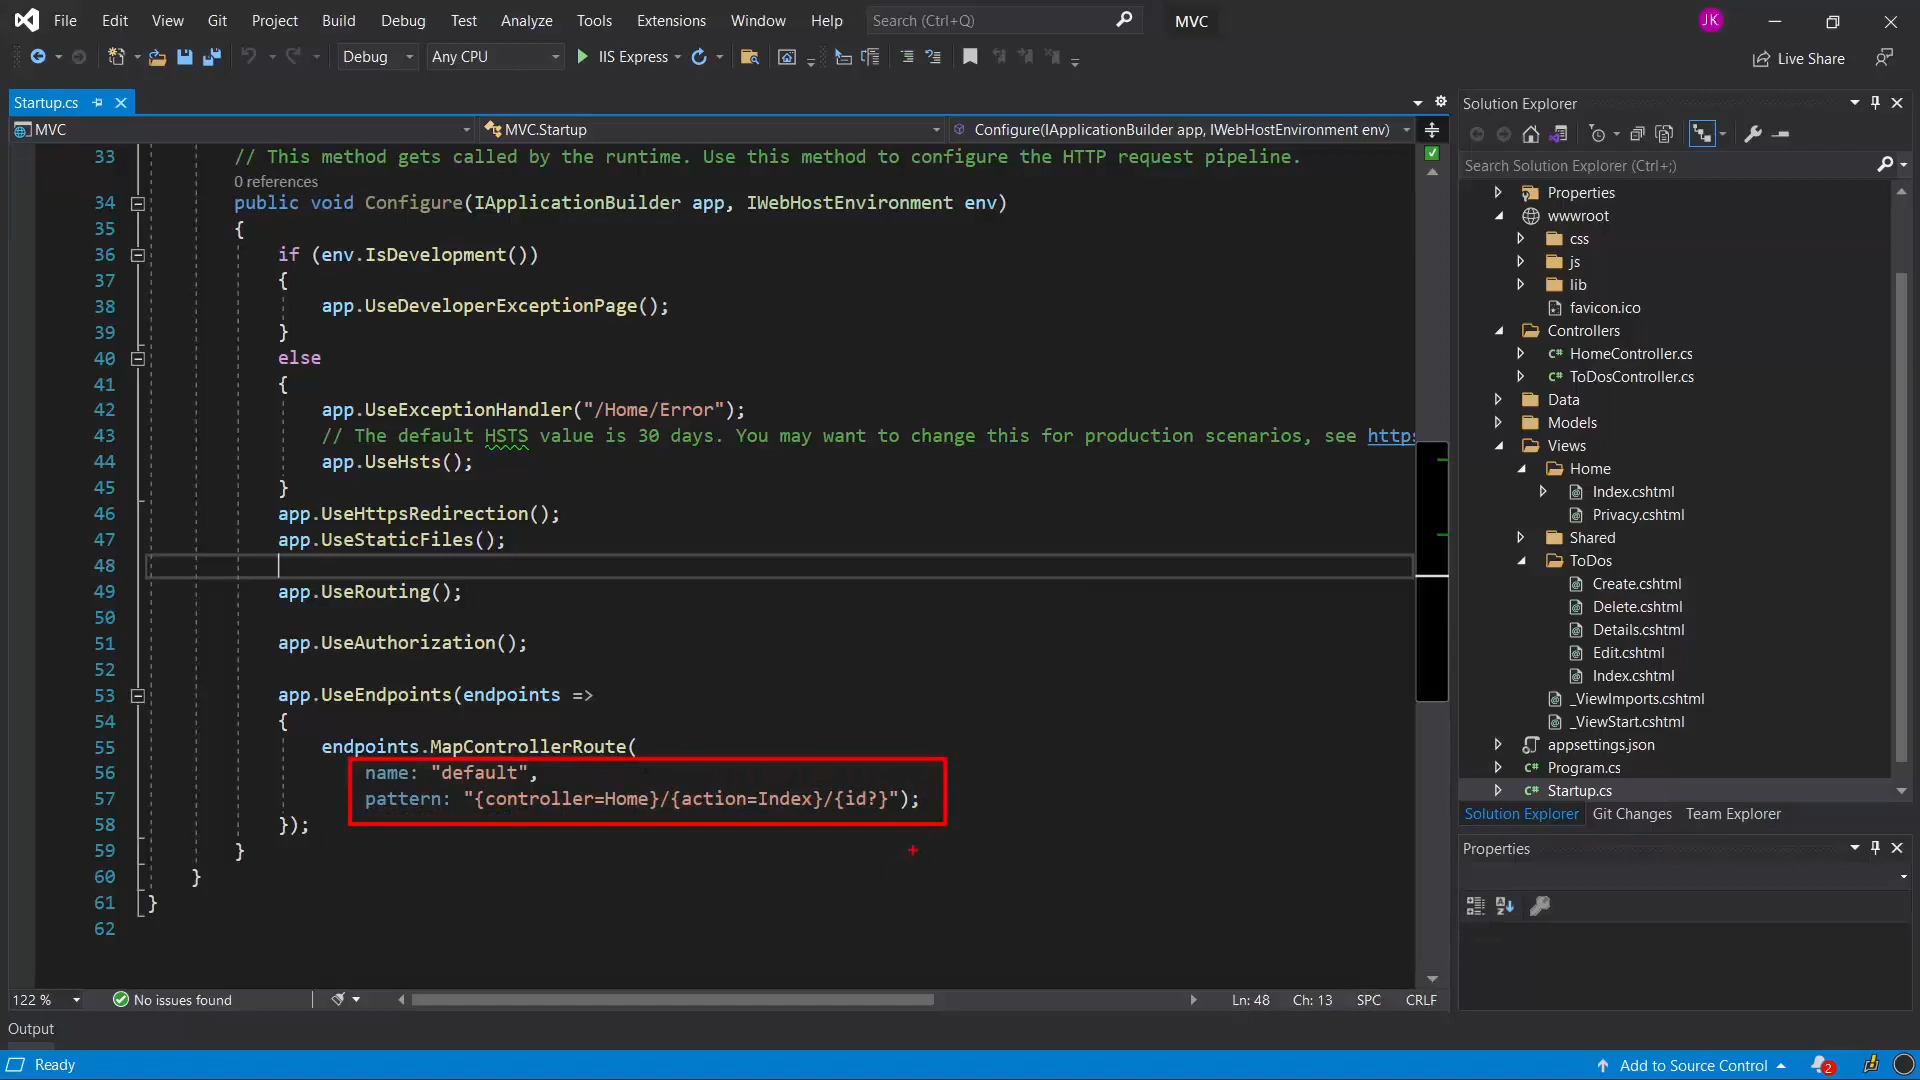 File Edit View Git Project Build Debug Test Analyze Tools Extensions Window Help Search (Ctrl+Q) MVC JK
Debug Any CPU IIS Express Live Share
Startup.cs
MVC MVC.Startup Configure(IApplicationBuilder app, IWebHostEnvironment env)
33 // This method gets called by the runtime. Use this method to configure the HTTP request pipeline.
0 references
34 public void Configure(IApplicationBuilder app, IWebHostEnvironment env)
35 {
36 if (env.IsDevelopment())
37 {
38 app.UseDeveloperExceptionPage();
39 }
40 else
41 {
42 app.UseExceptionHandler("/Home/Error");
43 // The default HSTS value is 30 days. You may want to change this for production scenarios, see https
44 app.UseHsts();
45 }
46 app.UseHttpsRedirection();
47 app.UseStaticFiles();
48
49 app.UseRouting();
50
51 app.UseAuthorization();
52
53 app.UseEndpoints(endpoints =>
54 {
55 endpoints.MapControllerRoute(
56 name: "default",
57 pattern: "{controller=Home}/{action=Index}/{id?}");
58 });
59 }
60 }
61 }
62
122 % No issues found Ln: 48 Ch: 13 SPC CRLF
Output
Solution Explorer
Search Solution Explorer (Ctrl+;)
Properties
wwwroot
css
js
lib
favicon.ico
Controllers
C# HomeController.cs
C# ToDosController.cs
Data
Models
Views
Home
Index.cshtml
Privacy.cshtml
Shared
ToDos
Create.cshtml
Delete.cshtml
Details.cshtml
Edit.cshtml
Index.cshtml
_ViewImports.cshtml
_ViewStart.cshtml
appsettings.json
C# Program.cs
C# Startup.cs
Solution Explorer Git Changes Team Explorer
Properties
Ready Add to Source Control 2